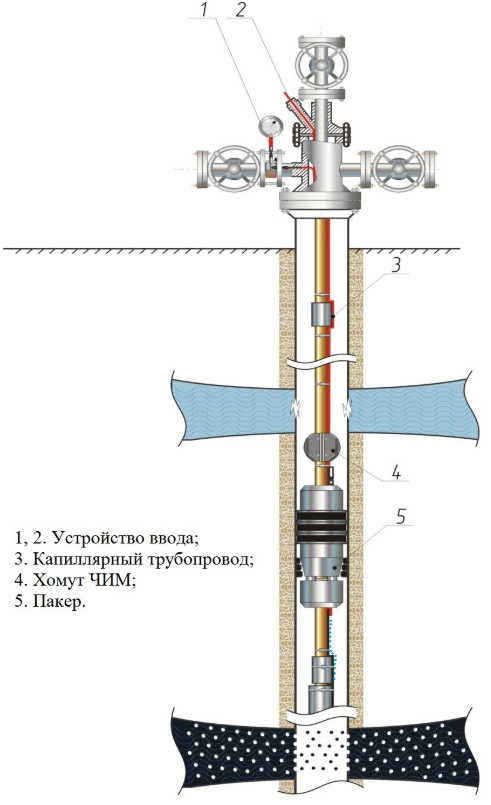 1
2
3
4
5
1, 2. Устройство ввода;
3. Капиллярный трубопровод;
4. Хомут ЧИМ;
5. Пакер.